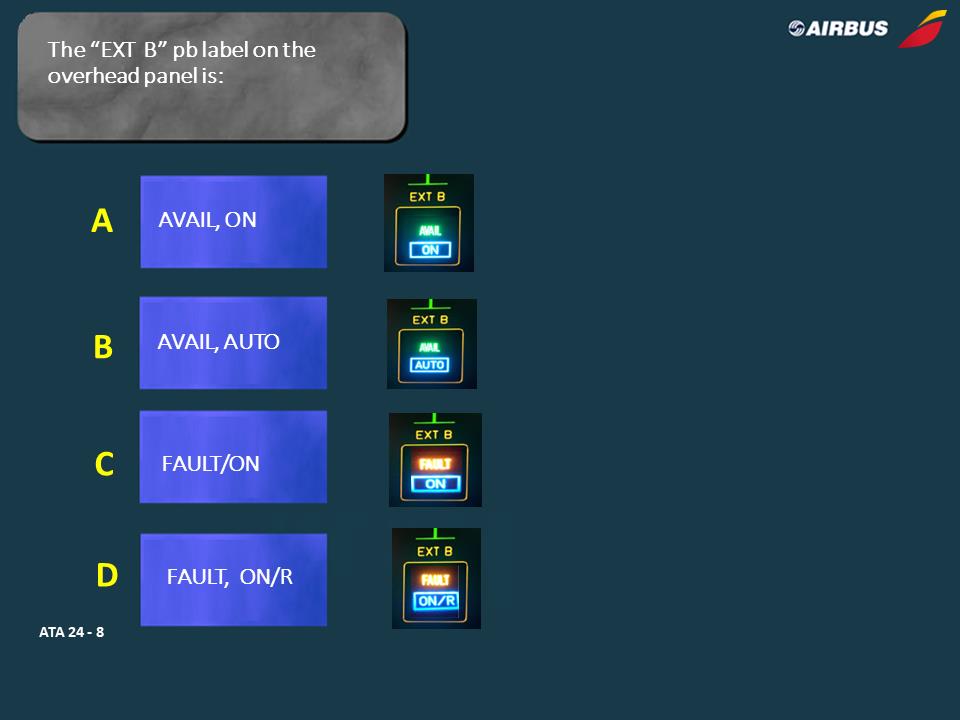 The “EXT B” pb label on the
overhead panel is:
AIRBUS
A
AVAIL, ON
EXT B
AVAIL
ON
B
AVAIL, AUTO
EXT B
AVAIL
AUTO
C
FAULT/ON
EXT B
FAULT
ON
D
FAULT, ON/R
EXT B
FAULT
ON/R
ATA 24 - 8